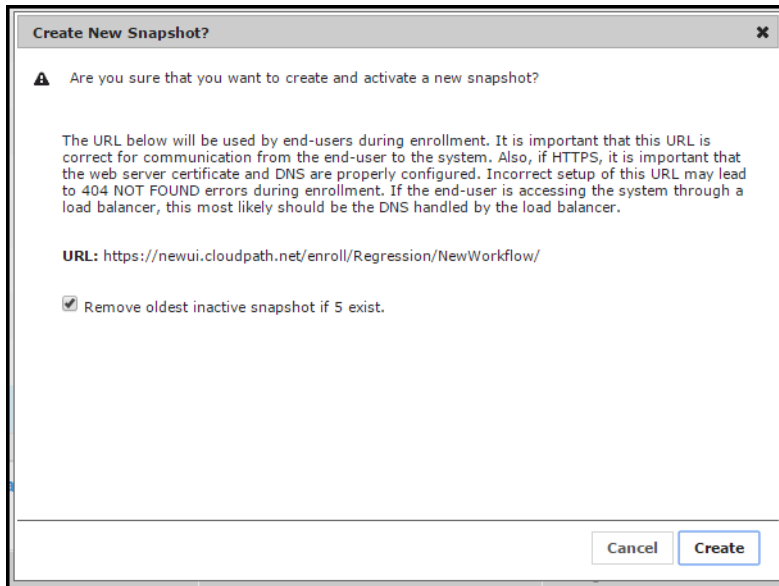 Create New Snapshot?
Are you sure that you want to create and activate a new snapshot?
The URL below will be used by end-users during enrollment. It is important that this URL is
correct for communication from the end-user to the system. Also, if HTTPS, it is important that
the web server certificate and DNS are properly configured. Incorrect setup of this URL may lead
to 404 NOT FOUND errors during enrollment. If the end-user is accessing the system through a
load balancer, this most likely should be the DNS handled by the load balancer.
URL: https://newui.cloudpath.net/enroll/Regression/NewWorkflow/
Remove oldest inactive snapshot if 5 exist.
Cancel Create